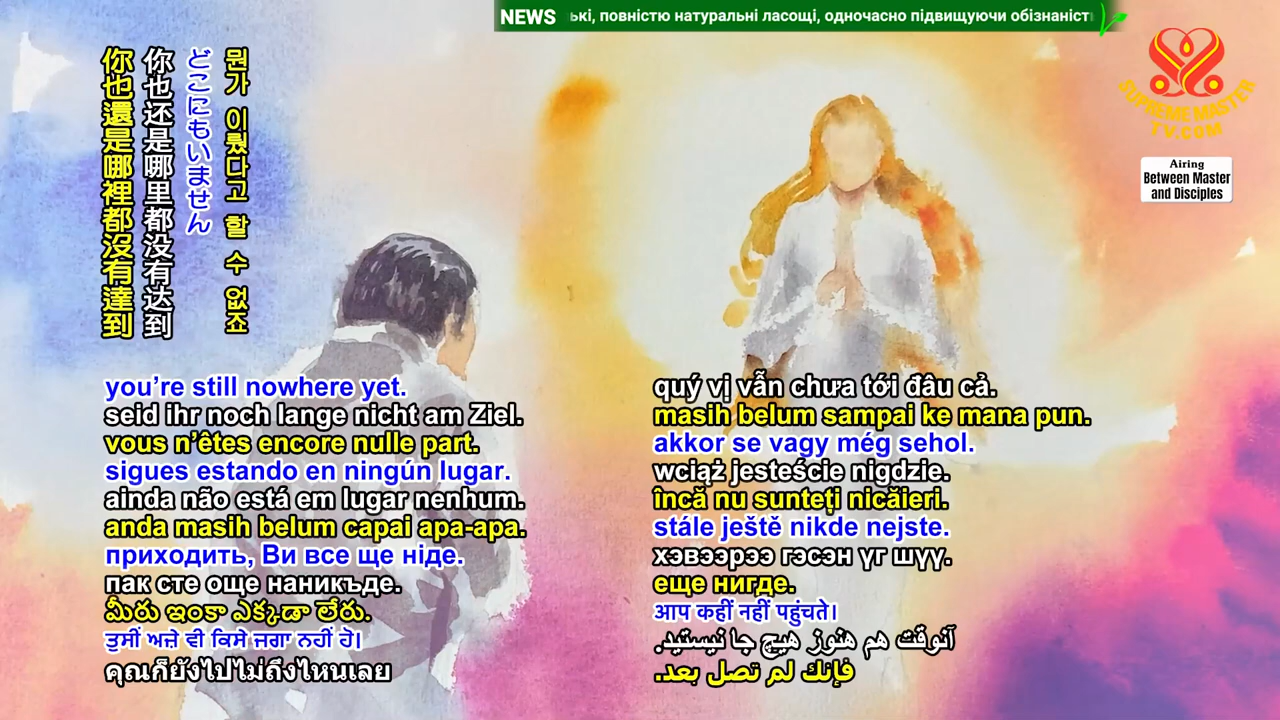 NEWS ькі, повністю натуральні ласощі, одночасно підвищуючи обізнаність
SUPREME MASTER
TV.COM
Airing
Between Master
and Disciples
你也還是哪裡都沒有達到
你也还是哪里都没有达到
どこにもいません
뭔가 이뤘다고 할 수 없죠
you're still nowhere yet.
seid ihr noch lange nicht am Ziel.
vous n'êtes encore nulle part.
sigues estando en ningún lugar.
ainda não está em lugar nenhum.
anda masih belum capai apa-apa.
приходить, Ви все ще ніде.
пак сте още наникъде.
మీరు ఇంకా ఎక్కడా లేరు.
ਤੁਸੀਂ ਅਜੇ ਵੀ ਕਿਸੇ ਜਗਾ ਨਹੀਂ ਹੋ।
คุณก็ยังไปไม่ถึงไหนเลย
quý vị vẫn chưa tới đâu cả.
masih belum sampai ke mana pun.
akkor se vagy még sehol.
wciąż jesteście nigdzie.
încă nu sunteți nicăieri.
stále ještě nikde nejste.
хэвээрээ гэсэн үг шүү.
еще нигде.
आप कहीं नहीं पहुंचते।
آنوقت هم هنوز هیچ جا نیستید.
فإنك لم تصل بعد.